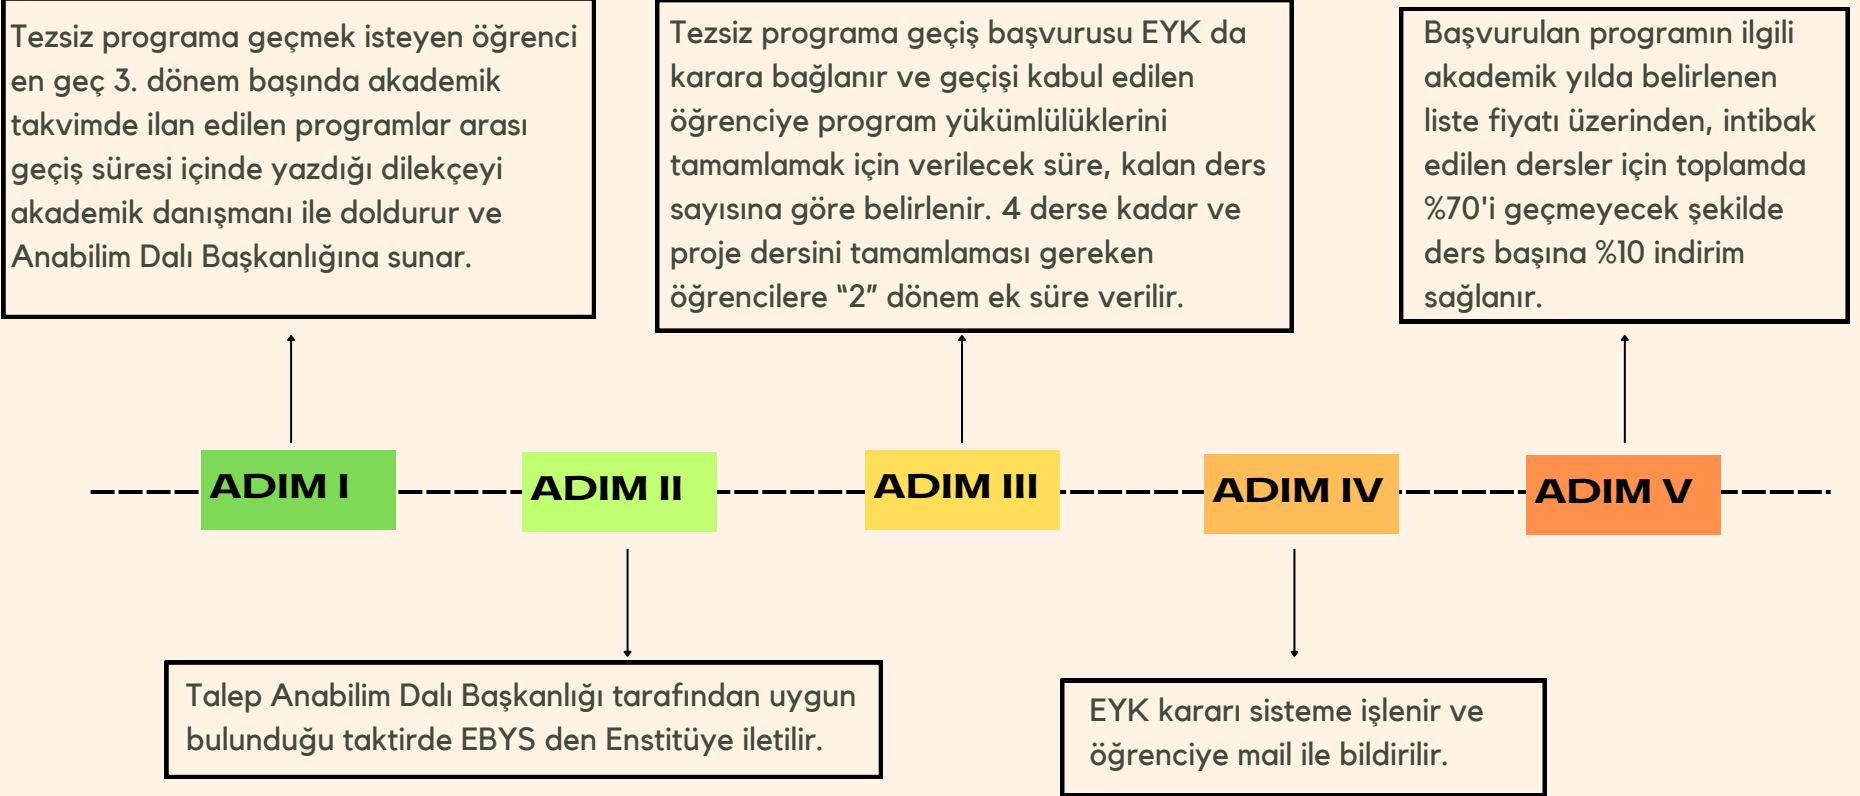 Tezsiz programa geçmek isteyen öğrenci
en geç 3. dönem başında akademik
takvimde ilan edilen programlar arası
geçiş süresi içinde yazdığı dilekçeyi
akademik danışmanı ile doldurur ve
Anabilim Dalı Başkanlığına sunar.
Tezsiz programa geçiş başvurusu EYK da
karara bağlanır ve geçişi kabul edilen
öğrenciye program yükümlülüklerini
tamamlamak için verilecek süre, kalan ders
sayısına göre belirlenir. 4 derse kadar ve
proje dersini tamamlaması gereken
öğrencilere “2” dönem ek süre verilir.
Başvurulan programın ilgili
akademik yılda belirlenen
liste fiyatı üzerinden, intibak
edilen dersler için toplamda
%70'i geçmeyecek şekilde
ders başına %10 indirim
sağlanır.
ADIM I
ADIM II
ADIM III
ADIM IV
ADIM V
Talep Anabilim Dalı Başkanlığı tarafından uygun
bulunduğu taktirde EBYS den Enstitüye iletilir.
EYK kararı sisteme işlenir ve
öğrenciye mail ile bildirilir.